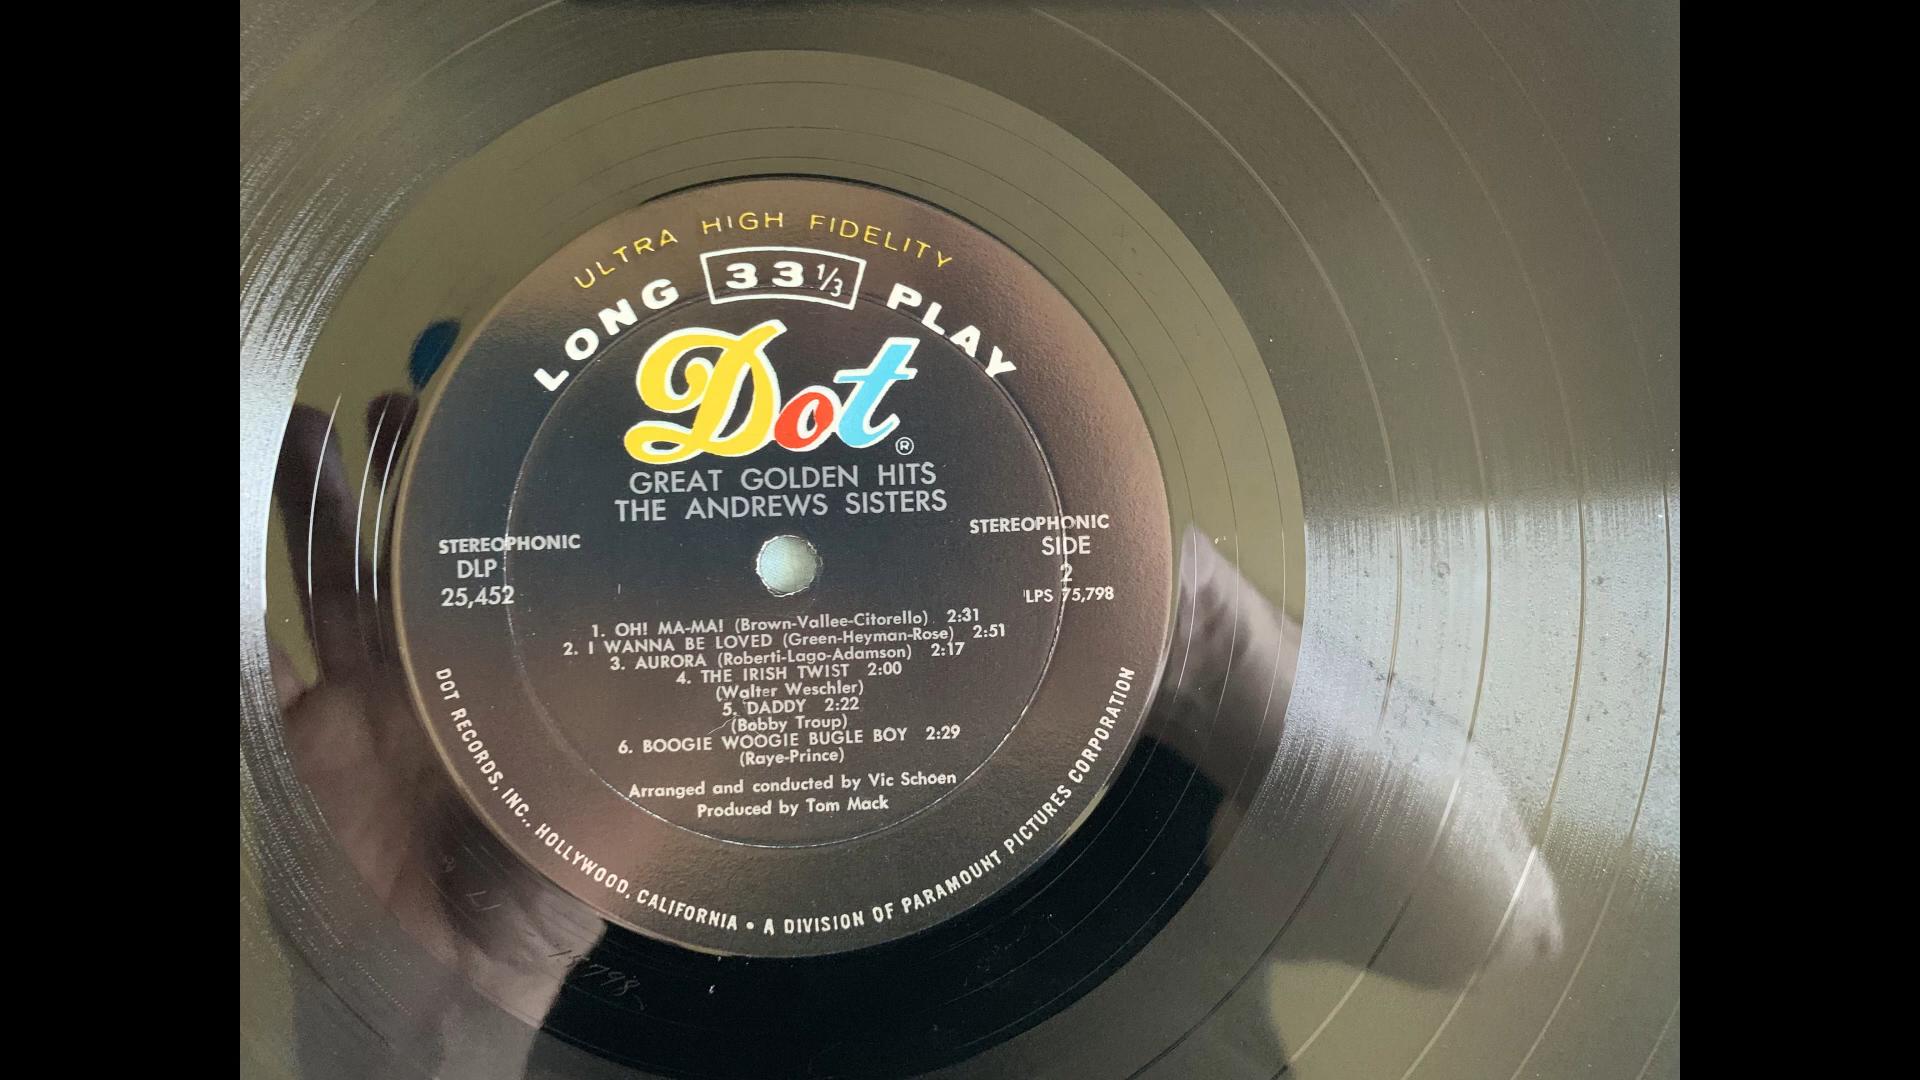 ULTRA HIGH FIDELITY
LONG 33 1/3 PLAY
Dot®
GREAT GOLDEN HITS
THE ANDREWS SISTERS
STEREOPHONIC
DLP
25,452
STEREOPHONIC
SIDE
2
LPS 75,798
1. OH! MA-MA! (Brown-Vallee-Citorello) 2:31
2. I WANNA BE LOVED (Green-Heyman-Rose) 2:51
3. AURORA (Roberti-Lago-Adamson) 2:17
4. THE IRISH TWIST 2:00
(Walter Weschler)
5. DADDY 2:22
(Bobby Troup)
6. BOOGIE WOOGIE BUGLE BOY 2:29
(Raye-Prince)
Arranged and conducted by Vic Schoen
Produced by Tom Mack
DOT RECORDS, INC., HOLLYWOOD, CALIFORNIA • A DIVISION OF PARAMOUNT PICTURES CORPORATION